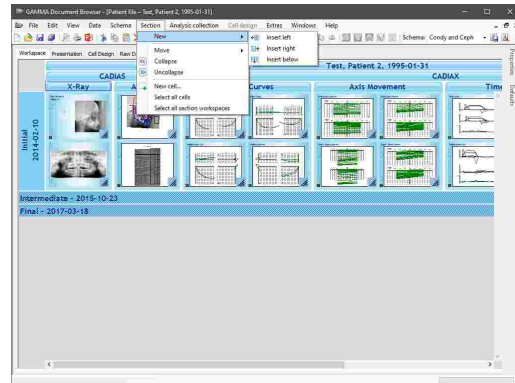 GAMMA Document Browser - [Patient File - Test, Patient 2, 1995-01-31]
File Edit View Data Schema Section Analysis collection Cell design Extras Windows Help
New
Insert left
Schema: Condy and Ceph
Insert right
Insert below
Workspace Presentation Cell Design Raw D
Move
Collapse
Uncollapse
New cell...
Select all cells
Select all section workspaces
Test, Patient 2, 1995-01-31
CADIAS
CADIAX
X-Ray
A
Curves
Axis Movement
Time
Initial
2014-02-10
Intermediate - 2015-10-23
Final - 2017-03-18
Properties
Defaults